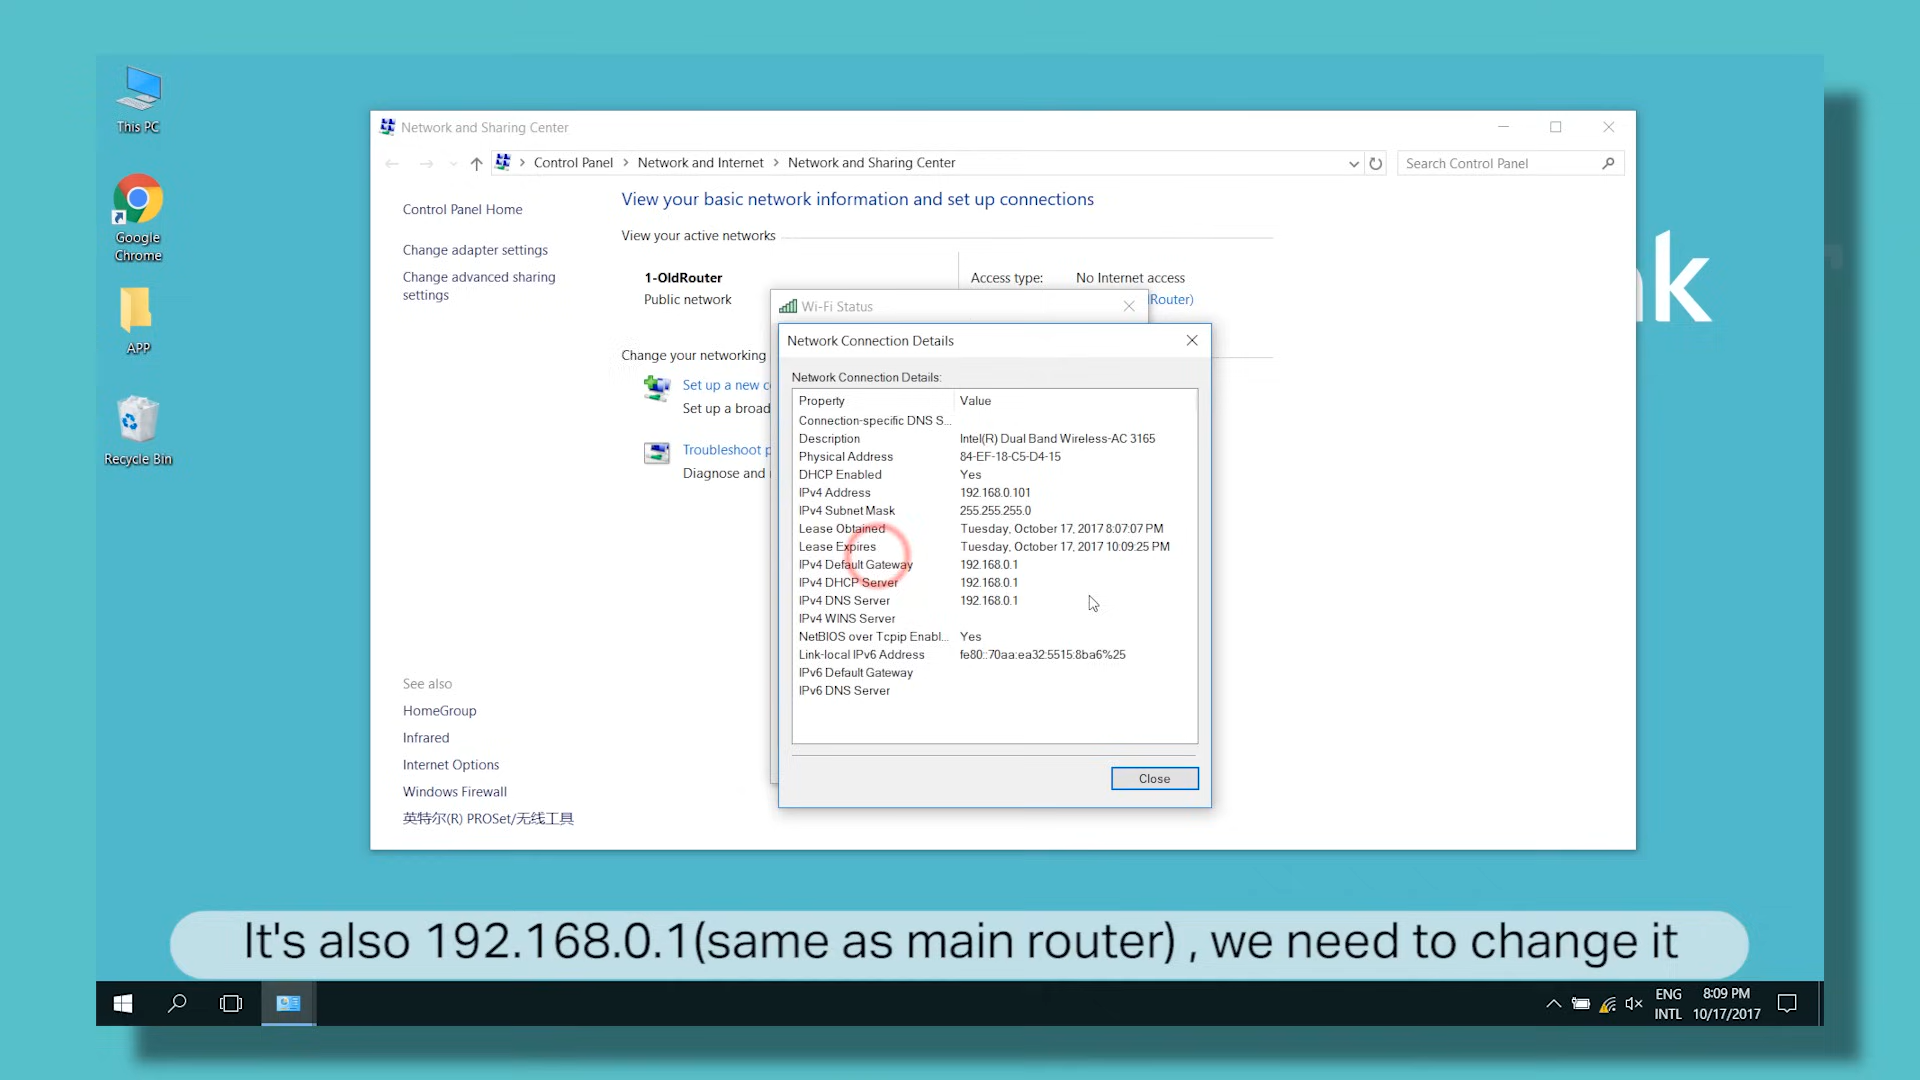 This PC
Google
Chrome
APP
Recycle Bin
Network and Sharing Center
Control Panel > Network and Internet > Network and Sharing Center
Search Control Panel
Control Panel Home
Change adapter settings
Change advanced sharing
settings
View your basic network information and set up connections
View your active networks
1-OldRouter
Public network
Access type:
No Internet access
Router)
Change your networking
Set up a new c
Set up a broad
Troubleshoot p
Diagnose and
Wi-Fi Status
Network Connection Details
Network Connection Details:
Property Value
Connection-specific DNS S...
Description Intel(R) Dual Band Wireless-AC 3165
Physical Address 84-EF-18-C5-D4-15
DHCP Enabled Yes
IPv4 Address 192.168.0.101
IPv4 Subnet Mask 255.255.255.0
Lease Obtained Tuesday, October 17, 2017 8:07:07 PM
Lease Expires Tuesday, October 17, 2017 10:09:25 PM
IPv4 Default Gateway 192.168.0.1
IPv4 DHCP Server 192.168.0.1
IPv4 DNS Server 192.168.0.1
IPv4 WINS Server
NetBIOS over Tcpip Enabl... Yes
Link-local IPv6 Address fe80::70aa:ea32:5515:8ba6%25
IPv6 Default Gateway
IPv6 DNS Server
Close
See also
HomeGroup
Infrared
Internet Options
Windows Firewall
英特尔(R) PROSet/无线工具
k
It's also 192.168.0.1(same as main router) , we need to change it
ENG
INTL
8:09 PM
10/17/2017